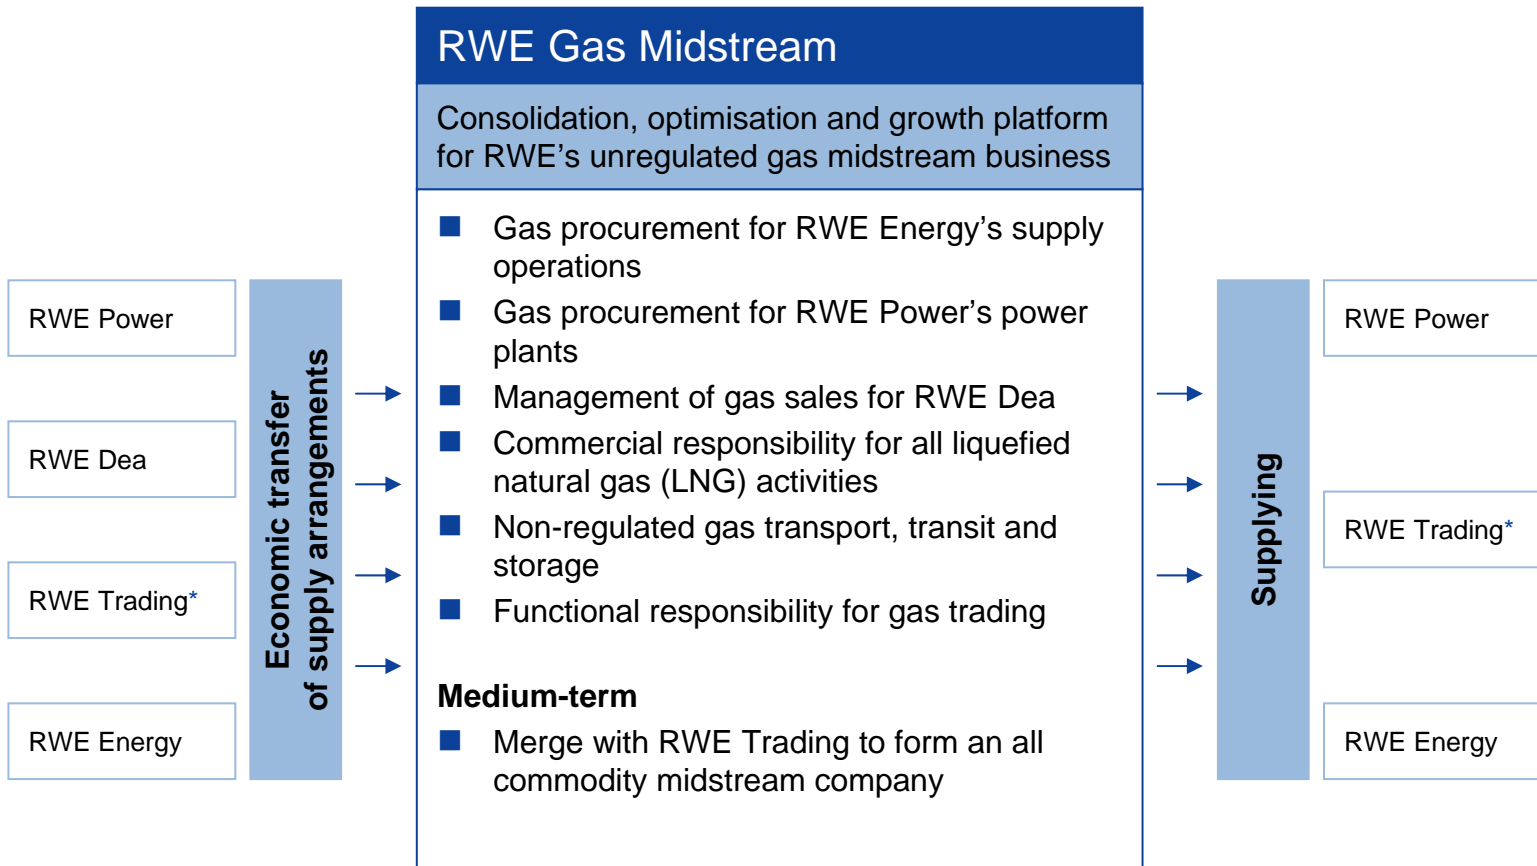 RWE Gas Midstream
Consolidation, optimisation and growth platform
for RWE’s unregulated gas midstream business
RWE Power
RWE Dea
RWE Trading*
RWE Energy
Economic transfer
of supply arrangements
■ Gas procurement for RWE Energy’s supply
operations
■ Gas procurement for RWE Power’s power
plants
■ Management of gas sales for RWE Dea
■ Commercial responsibility for all liquefied
natural gas (LNG) activities
■ Non-regulated gas transport, transit and
storage
■ Functional responsibility for gas trading
Medium-term
■ Merge with RWE Trading to form an all
commodity midstream company
Supplying
RWE Power
RWE Trading*
RWE Energy